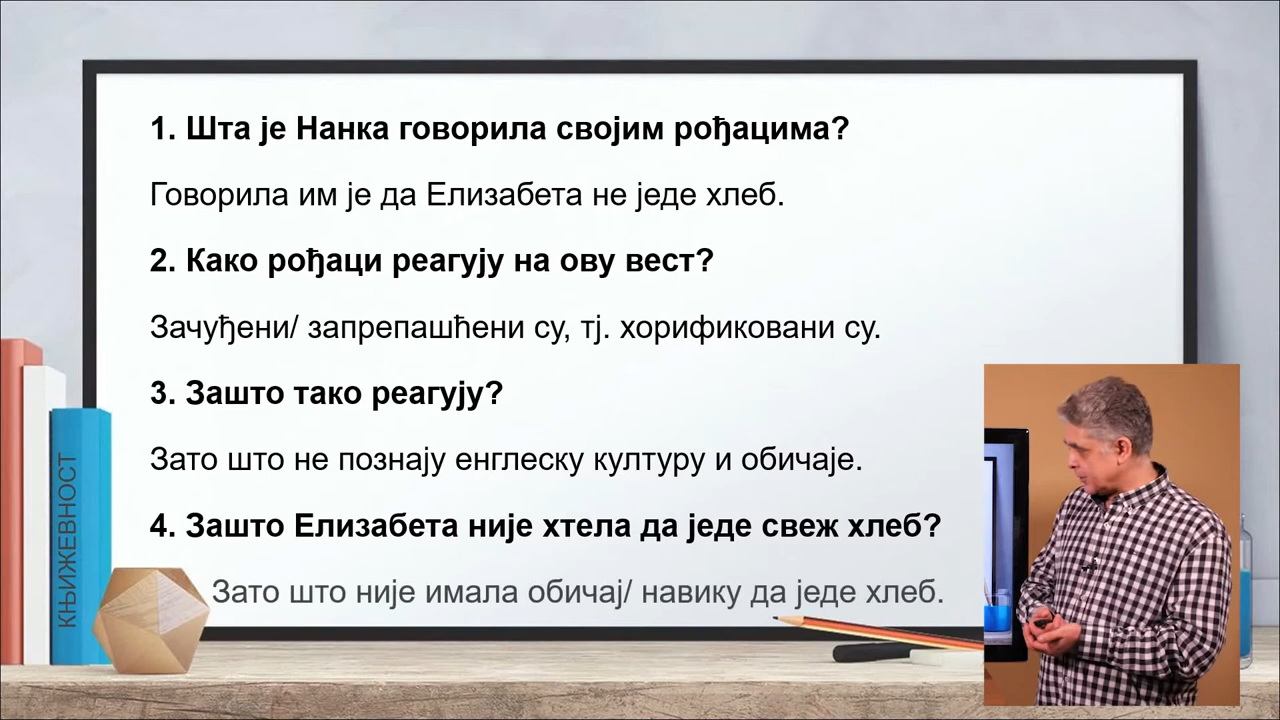 1. Шта је Нанка говорила својим рођацима?
Говорила им је да Елизабета не једе хлеб.
2. Како рођаци реагују на ову вест?
Зачуђени/ запрепашћени су, тј. хорификовани су.
3. Зашто тако реагују?
Зато што не познају енглеску културу и обичаје.
4. Зашто Елизабета није хтела да једе свеж хлеб?
Зато што није имала обичај/ навику да једе хлеб.
КЊИЖЕВНОСТ